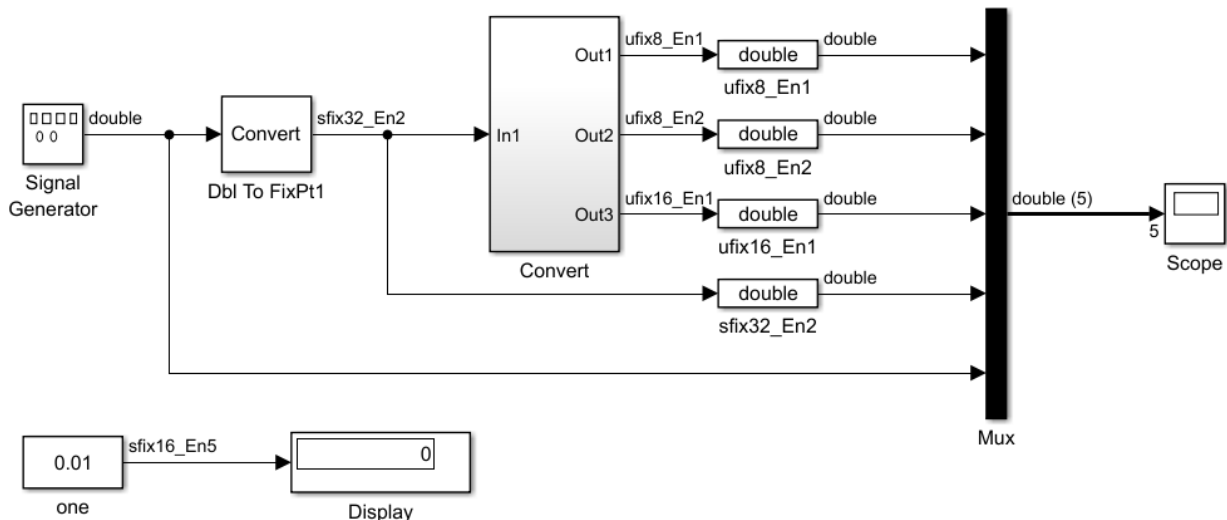 double
Signal
Generator
Convert
Dbl To FixPt1
sfix32_En2
In1
Out1
Out2
Out3
Convert
ufix8_En1
double
ufix8_En1
double
ufix8_En2
double
ufix8_En2
double
ufix16_En1
double
ufix16_En1
double
double
sfix32_En2
double
Mux
double (5)
5
Scope
0.01
one
sfix16_En5
0
Display